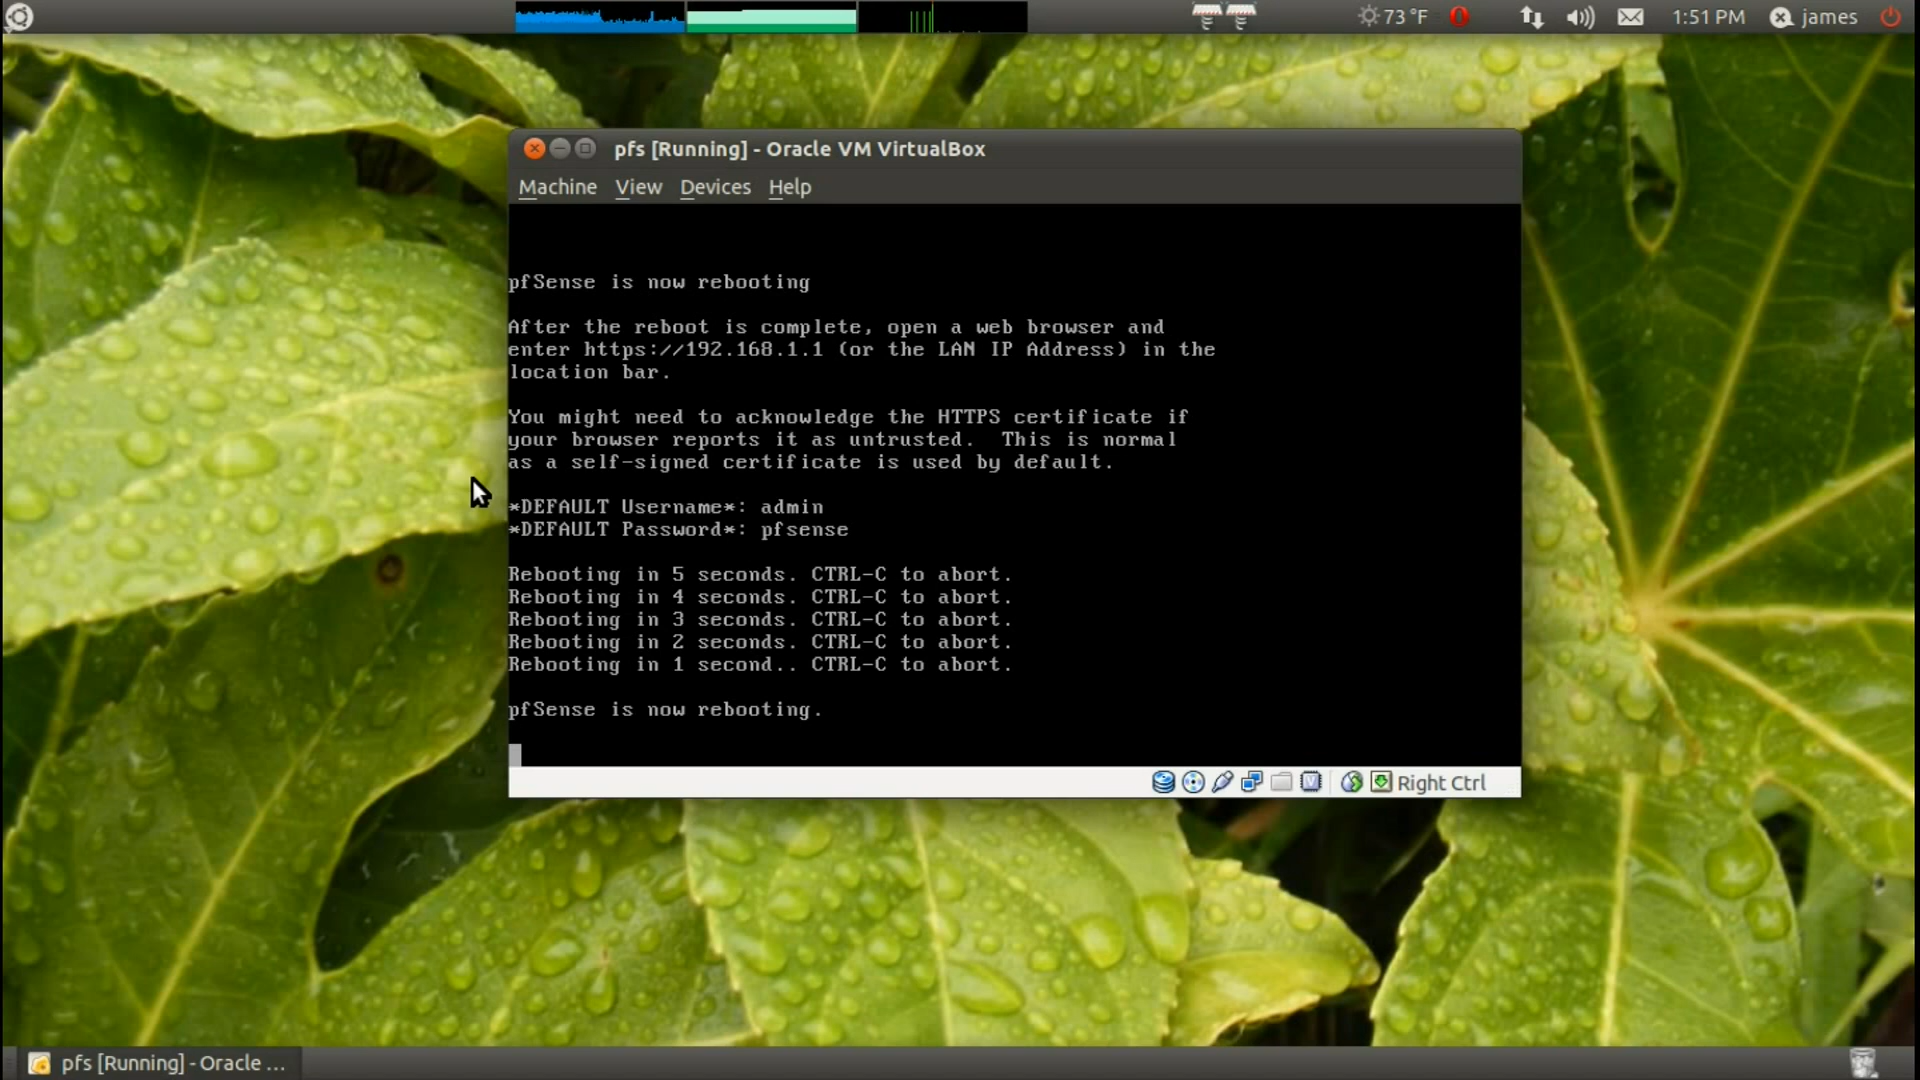 73 °F
1:51 PM
james
pfs [Running] - Oracle VM VirtualBox
Machine View Devices Help
pfSense is now rebooting
After the reboot is complete, open a web browser and
enter https://192.168.1.1 (or the LAN IP Address) in the
location bar.
You might need to acknowledge the HTTPS certificate if
your browser reports it as untrusted.  This is normal
as a self-signed certificate is used by default.
*DEFAULT Username*: admin
*DEFAULT Password*: pfsense
Rebooting in 5 seconds. CTRL-C to abort.
Rebooting in 4 seconds. CTRL-C to abort.
Rebooting in 3 seconds. CTRL-C to abort.
Rebooting in 2 seconds. CTRL-C to abort.
Rebooting in 1 second.. CTRL-C to abort.
pfSense is now rebooting.
Right Ctrl
pfs [Running] - Oracle ...